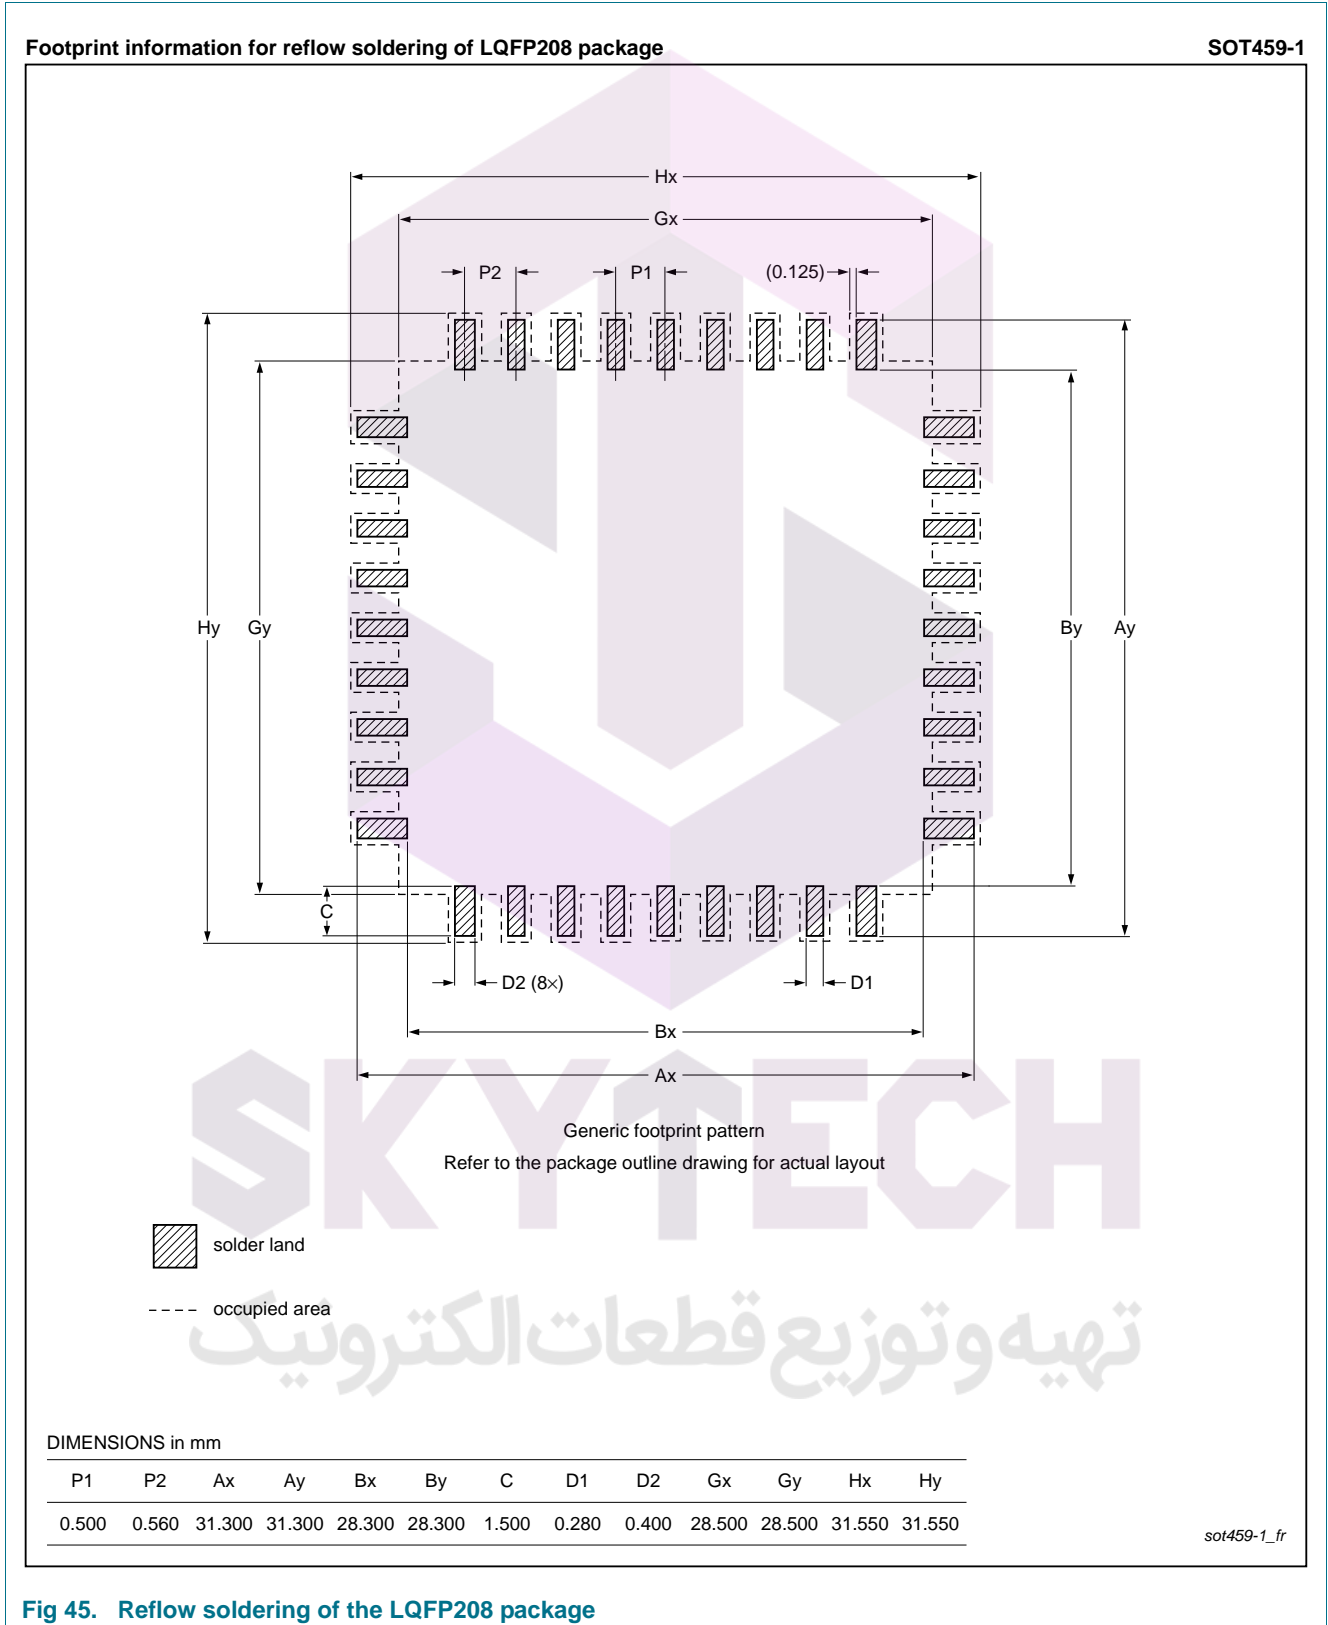 Footprint information for reflow soldering of LQFP208 package SOT459-1
Hx
Gx
P2 P1 (0.125)
Hy Gy By Ay
C
D2 (8×) D1
Bx
Ax
Generic footprint pattern
Refer to the package outline drawing for actual layout
SKYTECH
solder land
occupied area
تهیه و توزیع قطعات الکترونیک
DIMENSIONS in mm
P1 P2 Ax Ay Bx By C D1 D2 Gx Gy Hx Hy
0.500 0.560 31.300 31.300 28.300 28.300 1.500 0.280 0.400 28.500 28.500 31.550 31.550
sot459-1_fr
Fig 45. Reflow soldering of the LQFP208 package